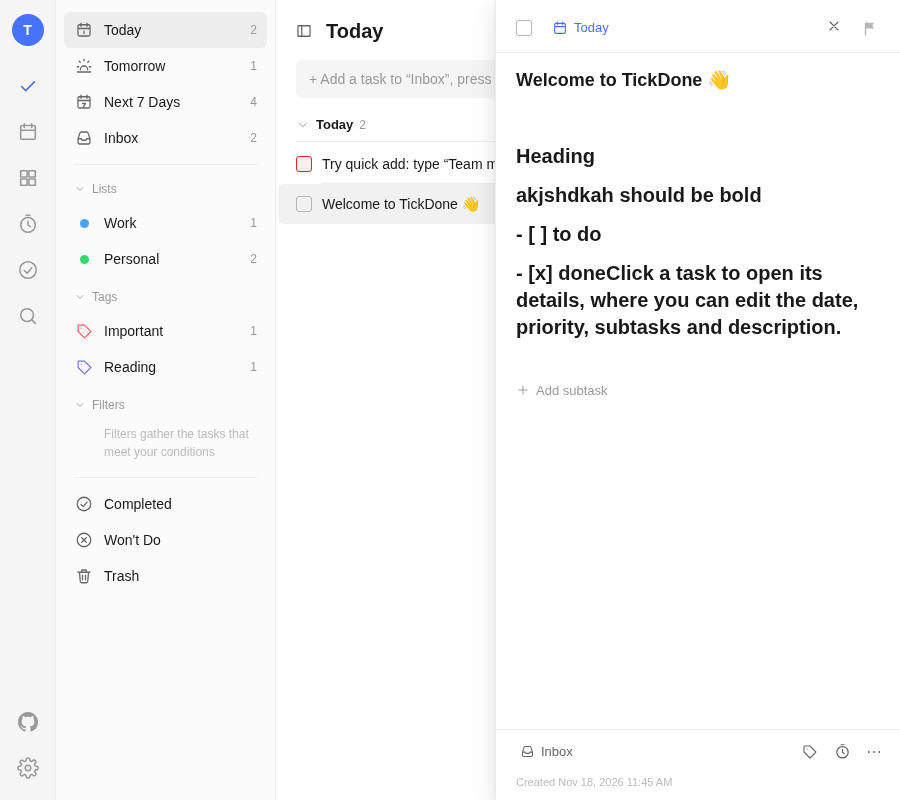 T
Today 2
Tomorrow 1
Next 7 Days 4
Inbox 2
Lists
Work 1
Personal 2
Tags
Important 1
Reading 1
Filters
Filters gather the tasks that
meet your conditions
Completed
Won't Do
Trash
Today
+ Add a task to “Inbox”, press
Today 2
Try quick add: type “Team m
Welcome to TickDone 👋
Today
Welcome to TickDone 👋
Heading
akjshdkah should be bold
- [ ] to do
- [x] doneClick a task to open its
details, where you can edit the date,
priority, subtasks and description.
Add subtask
Inbox
Created Nov 18, 2026 11:45 AM